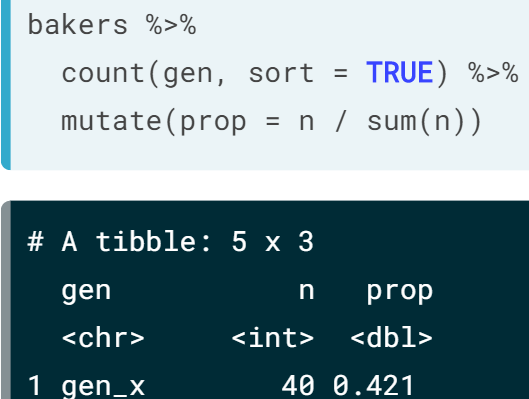 bakers %>%
  count(gen, sort = TRUE) %>%
  mutate(prop = n / sum(n))
# A tibble: 5 x 3
  gen           n   prop
  <chr>     <int>  <dbl>
1 gen_x        40 0.421